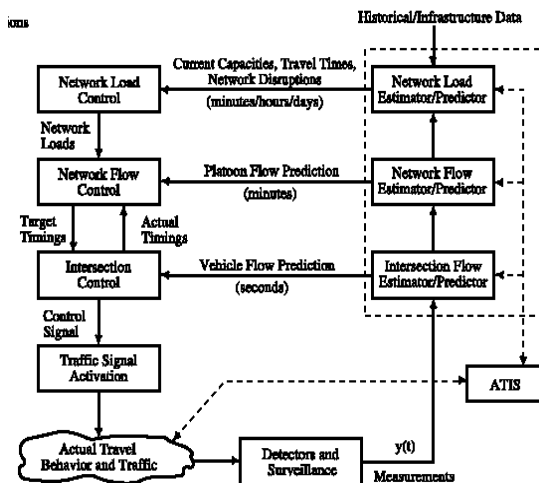 ions
Historical/Infrastructure Data
Current Capacities, Travel Times,
Network Disruptions
(minutes/hours/days)
Network Load
Control
Network Load
Estimator/Predictor
Network
Loads
Network Flow
Control
Platoon Flow Prediction
(minutes)
Network Flow
Estimator/Predictor
Target
Timings
Actual
Timings
Intersection
Control
Vehicle Flow Prediction
(seconds)
Intersection Flow
Estimator/Predictor
Control
Signal
Traffic Signal
Activation
ATIS
Actual Travel
Behavior and Traffic
Detectors and
Surveillance
y(t)
Measurements